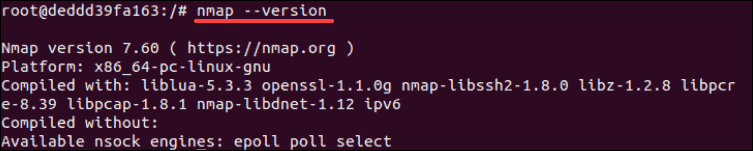 root@deddd39fa163:/# nmap --version
Nmap version 7.60 ( https://nmap.org )
Platform: x86_64-pc-linux-gnu
Compiled with: liblua-5.3.3 openssl-1.1.0g nmap-libssh2-1.8.0 libz-1.2.8 libpcr
e-8.39 libpcap-1.8.1 nmap-libdnet-1.12 ipv6
Compiled without:
Available nsock engines: epoll poll select